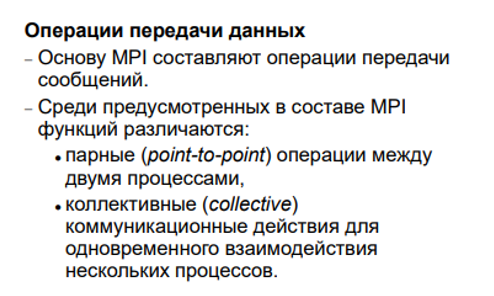 Операции передачи данных
– Основу MPI составляют операции передачи
сообщений.
– Среди предусмотренных в составе MPI
функций различаются:
• парные (point-to-point) операции между
двумя процессами,
• коллективные (collective)
коммуникационные действия для
одновременного взаимодействия
нескольких процессов.